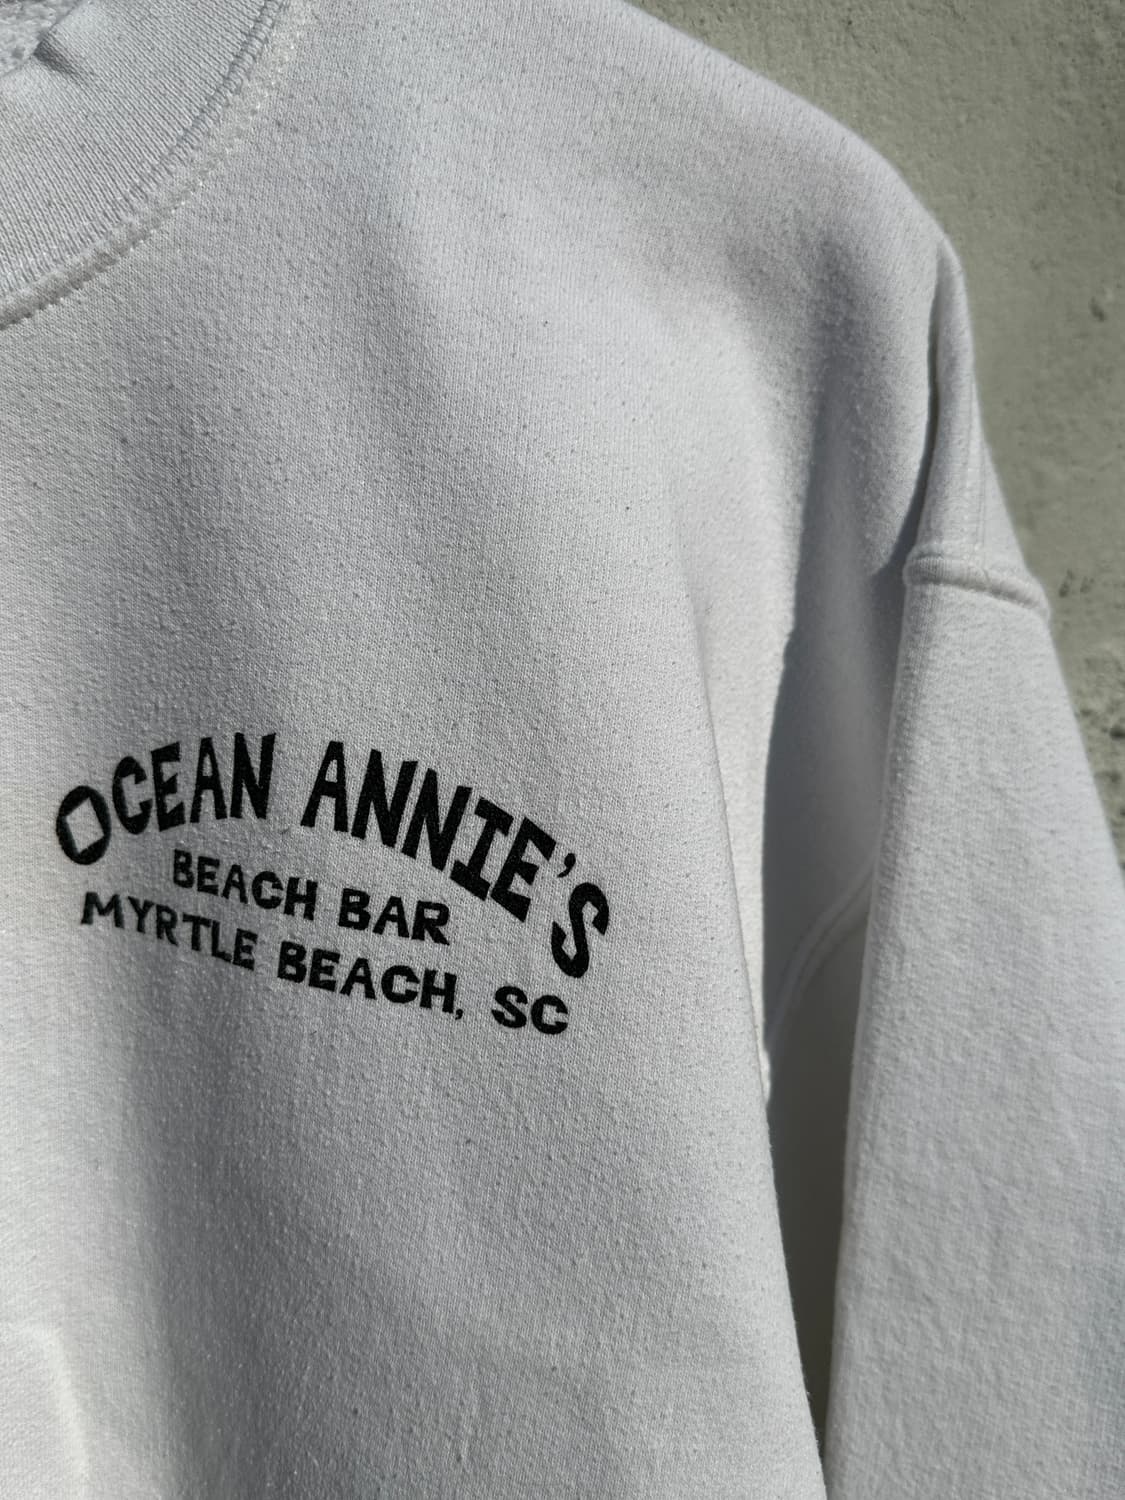 OCEAN ANNIE'S
BEACH BAR
MYRTLE BEACH, SC